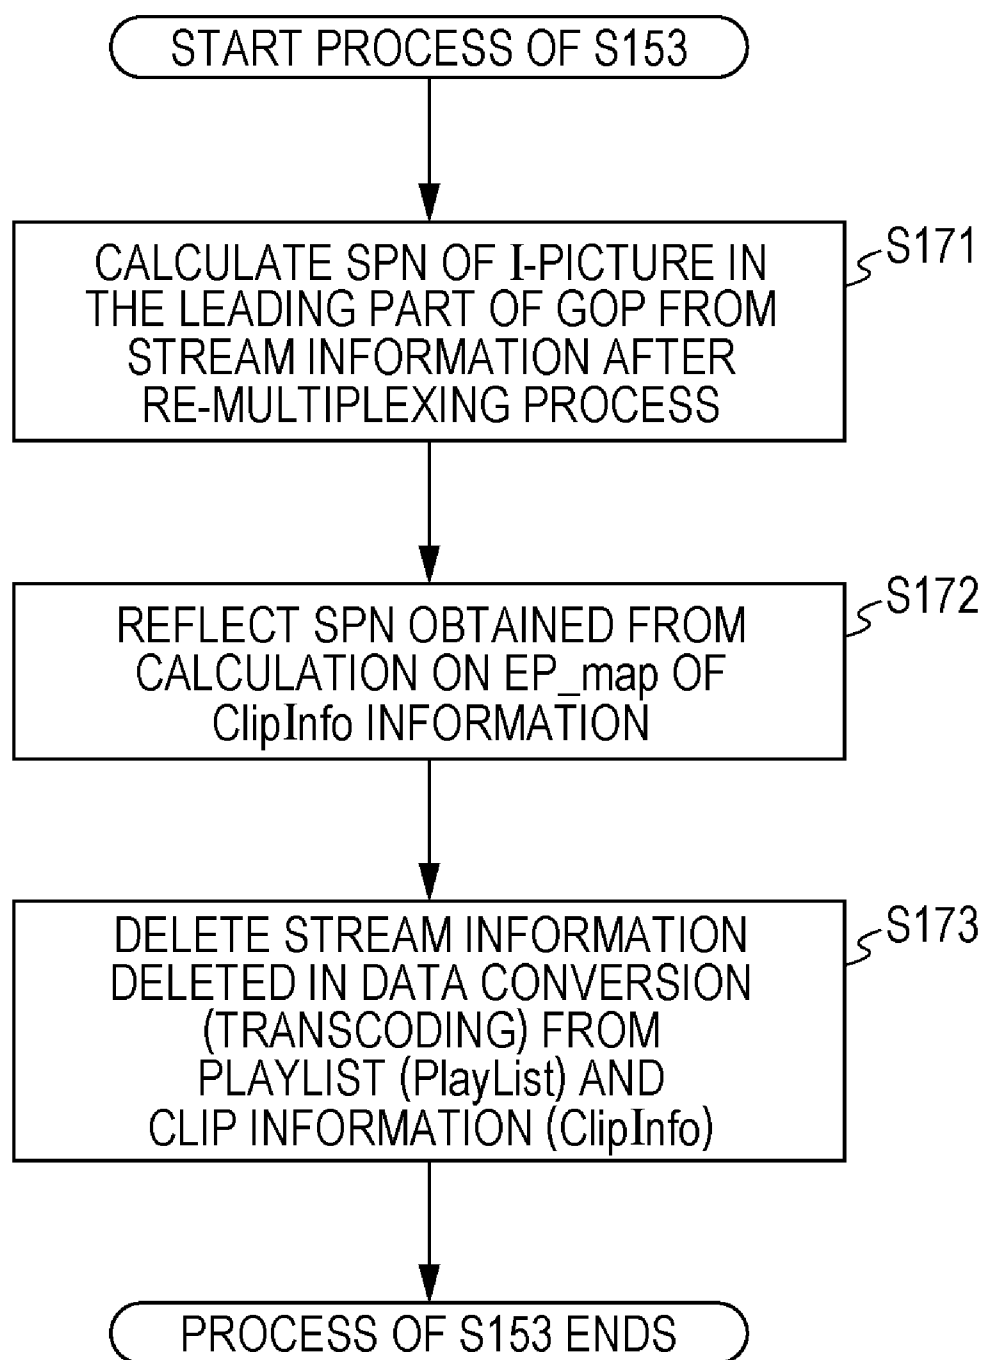 START PROCESS OF S153
CALCULATE SPN OF I-PICTURE IN
THE LEADING PART OF GOP FROM
STREAM INFORMATION AFTER
RE-MULTIPLEXING PROCESS
S171
REFLECT SPN OBTAINED FROM
CALCULATION ON EP_map OF
ClipInfo INFORMATION
S172
DELETE STREAM INFORMATION
DELETED IN DATA CONVERSION
(TRANSCODING) FROM
PLAYLIST (PlayList) AND
CLIP INFORMATION (ClipInfo)
S173
PROCESS OF S153 ENDS